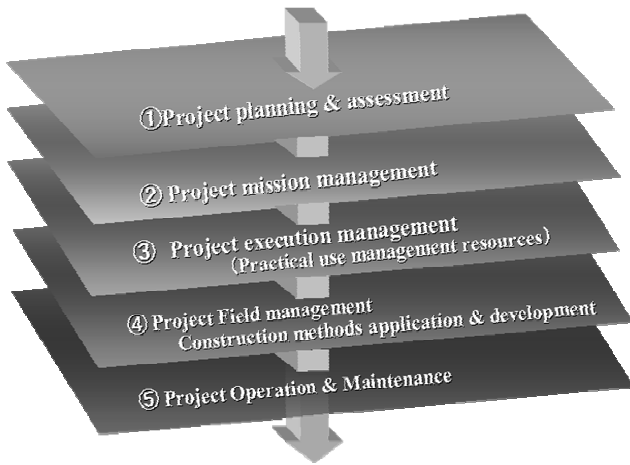 ①Project planning & assessment
② Project mission management
③ Project execution management
(Practical use management resources)
④ Project Field management
Construction methods application & development
⑤ Project Operation & Maintenance